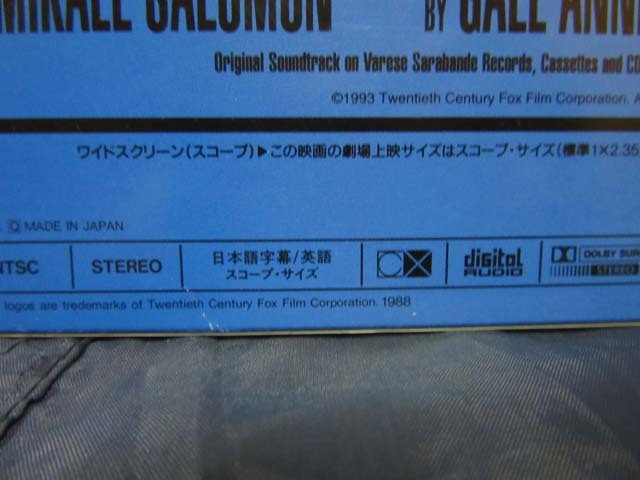 MIKAEL SALOMON BY GALE ANN
Original Soundtrack on Varese Sarabande Records, Cassettes and CD
©1993 Twentieth Century Fox Film Corporation. A
ワイドスクリーン(スコープ)▶この映画の劇場上映サイズはスコープ・サイズ(標準1×2.35
Q MADE IN JAPAN
NTSC STEREO 日本語字幕/英語 digital AUDIO DOLBY SUR
スコープ・サイズ STEREO
logos are tredemarks of Twentieth Century Fox Film Corporation. 1988